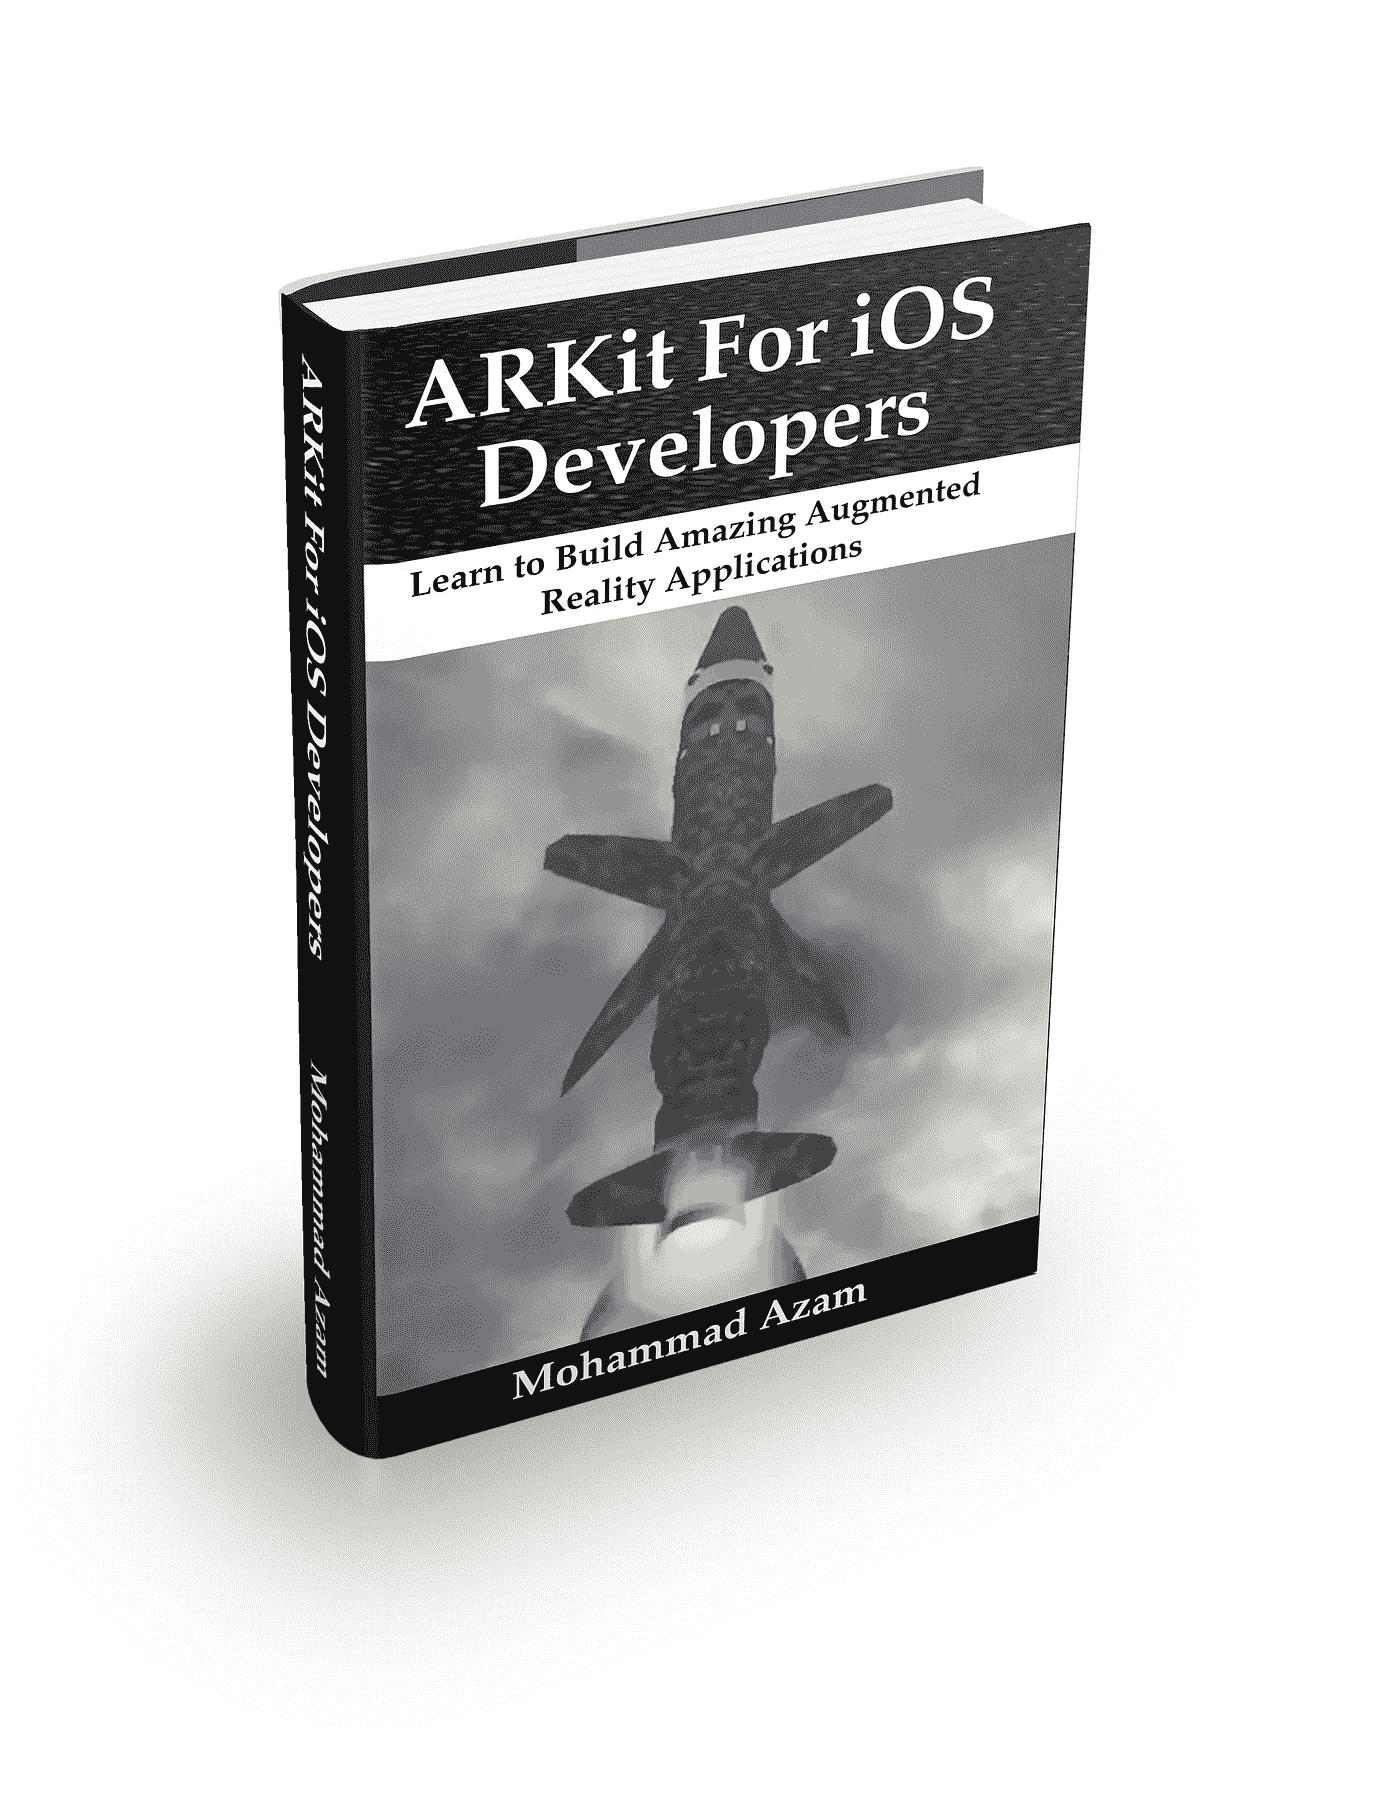 ARKit For iOS
Developers
Learn to Build Amazing Augmented
Reality Applications
Mohammad Azam
ARKit For iOS Developers
Mohammad Azam